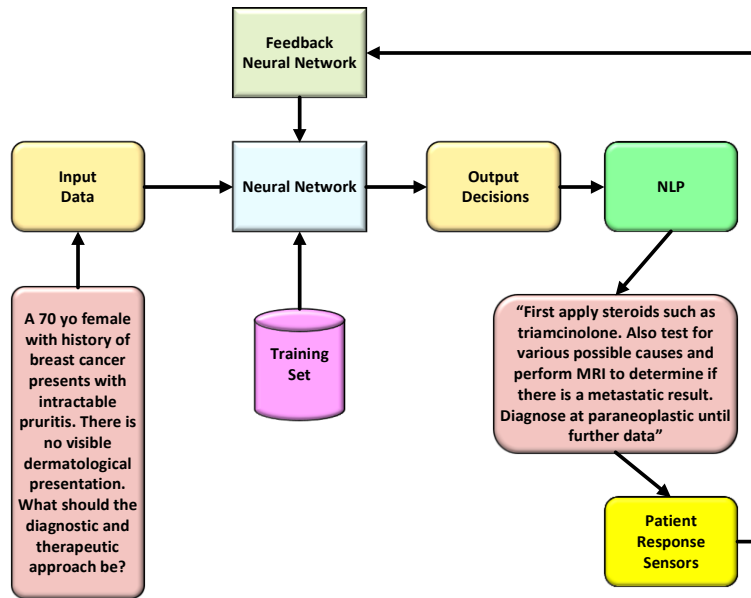 Feedback
Neural Network
Input
Data
Neural Network
Output
Decisions
NLP
A 70 yo female
with history of
breast cancer
presents with
intractable
pruritis. There is
no visible
dermatological
presentation.
What should the
diagnostic and
therapeutic
approach be?
Training
Set
“First apply steroids such as
triamcinolone. Also test for
various possible causes and
perform MRI to determine if
there is a metastatic result.
Diagnose at paraneoplastic until
further data”
Patient
Response
Sensors